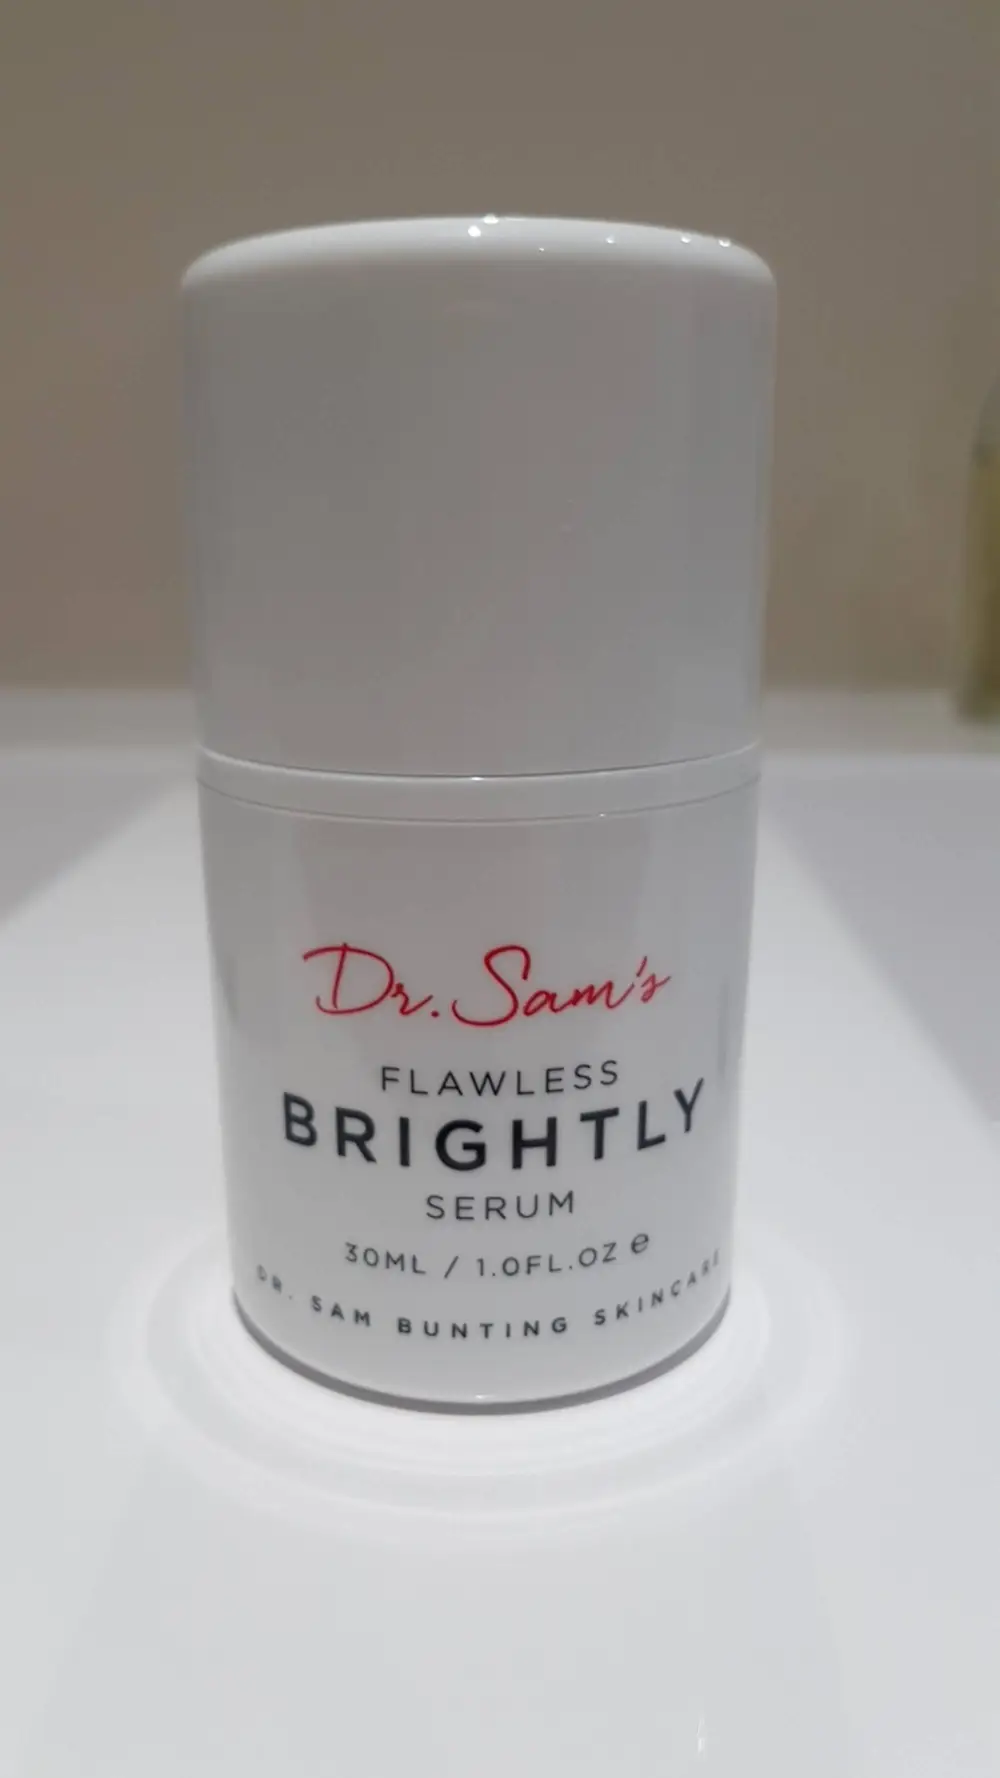 Dr. Sam's
FLAWLESS
BRIGHTLY
SERUM
30ML / 1.0FL.OZ ℮
DR. SAM BUNTING SKINCARE